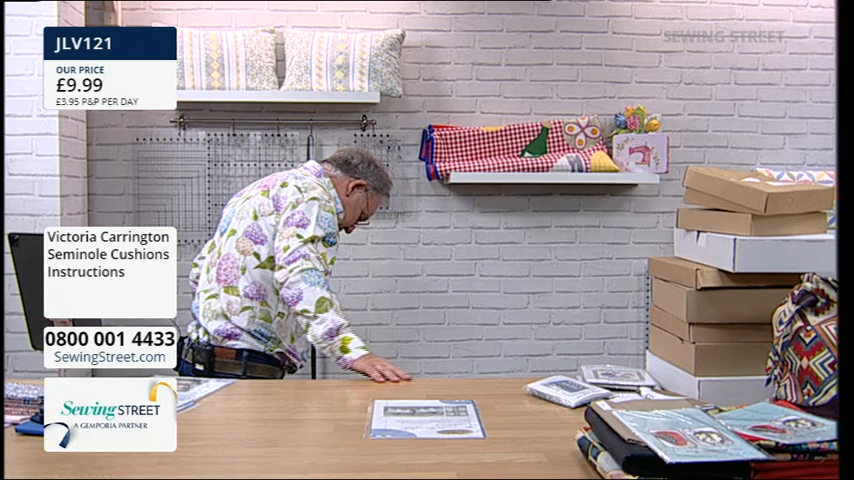 JLV121
OUR PRICE
£9.99
£3.95 P&P PER DAY
SEWING STREET
Victoria Carrington
Seminole Cushions
Instructions
0800 001 4433
SewingStreet.com
Sewing STREET
A GEMPORIA PARTNER